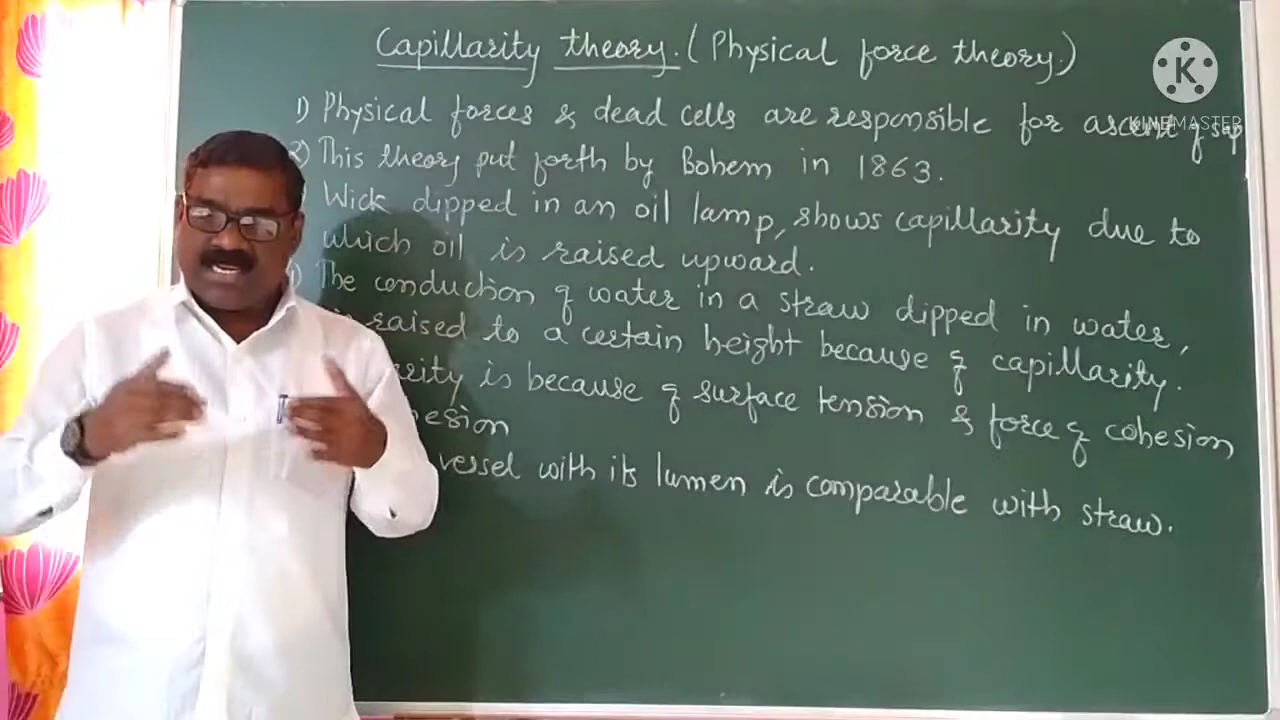 Capillarity theory. (Physical force theory.)
1) Physical forces & dead cells are responsible for ascent of sap
2) This theory put forth by Bohem in 1863.
Wick dipped in an oil lamp, shows capillarity due to
which oil is raised upward.
) The conduction of water in a straw dipped in water,
raised to a certain height because of capillarity.
arity is because of surface tension & force of cohesion
hesion
vessel with its lumen is comparable with straw.
K
KINEMASTER